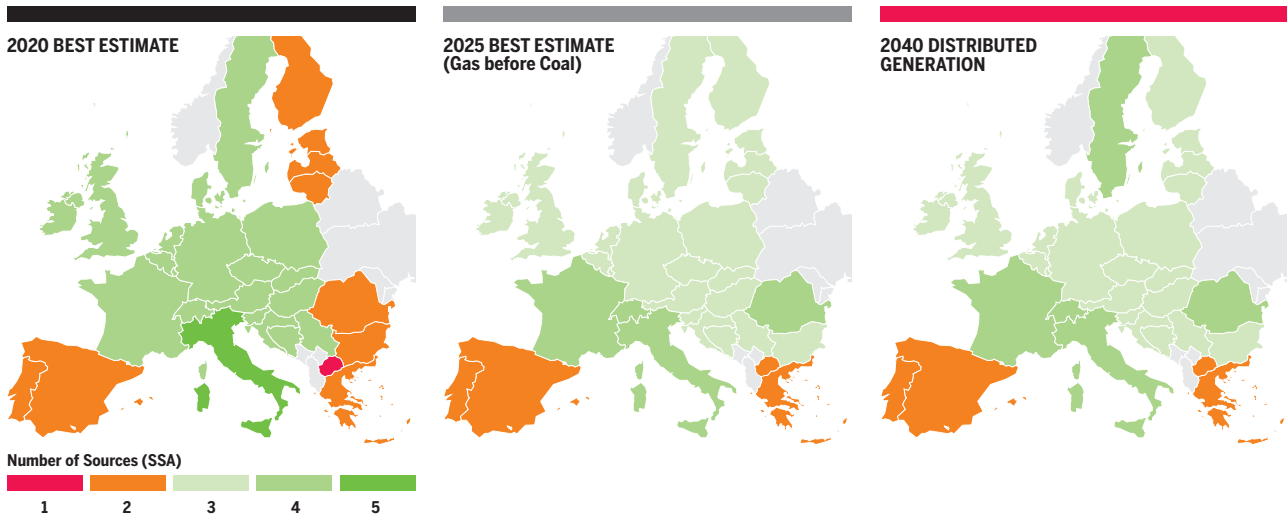 2020 BEST ESTIMATE
2025 BEST ESTIMATE
(Gas before Coal)
2040 DISTRIBUTED
GENERATION
Number of Sources (SSA)
1 2 3 4 5